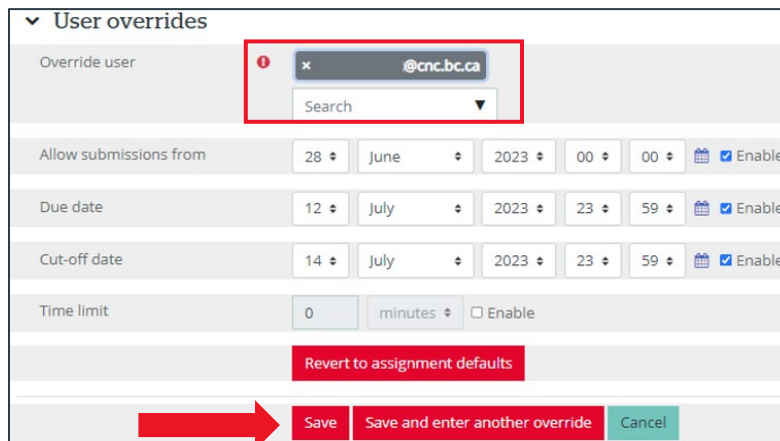 User overrides
Override user
× @cnc.bc.ca
Search
Allow submissions from 28 June 2023 00 00 Enable
Due date 12 July 2023 23 59 Enable
Cut-off date 14 July 2023 23 59 Enable
Time limit 0 minutes Enable
Revert to assignment defaults
Save Save and enter another override Cancel